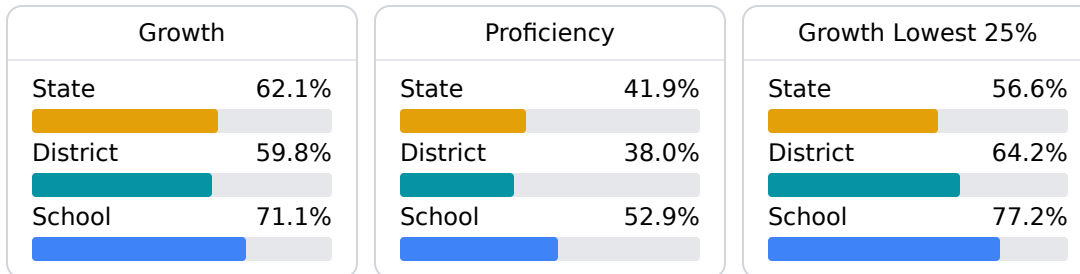 Growth
State 62.1%
District 59.8%
School 71.1%
Proficiency
State 41.9%
District 38.0%
School 52.9%
Growth Lowest 25%
State 56.6%
District 64.2%
School 77.2%